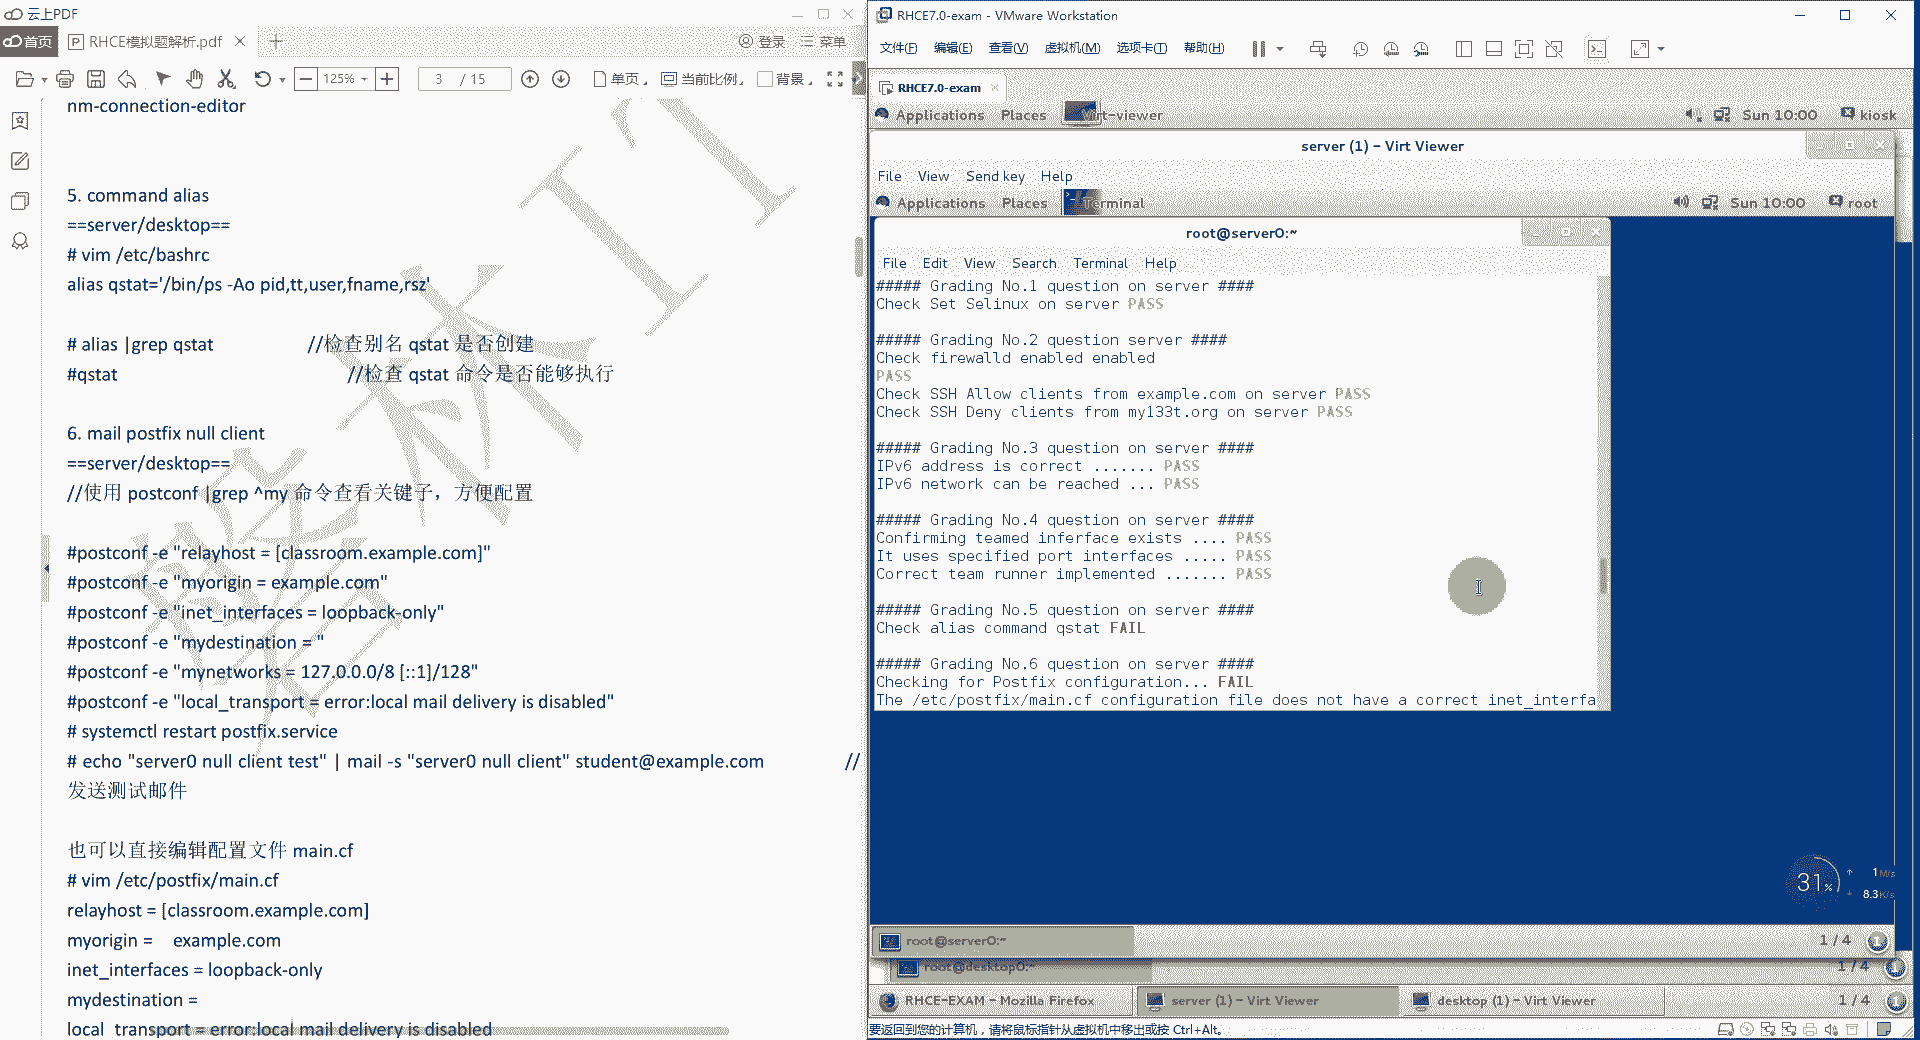 云上PDF
首页
RHCE模拟题解析.pdf
登录
菜单
125%
3 / 15
单页
当前比例
背景
nm-connection-editor
5. command alias
==server/desktop==
# vim /etc/bashrc
alias qstat='/bin/ps -Ao pid,tt,user,fname,rsz'
# alias |grep qstat //检查别名 qstat 是否创建
#qstat //检查 qstat 命令是否能够执行
6. mail postfix null client
==server/desktop==
//使用 postconf |grep ^my 命令查看关键子，方便配置
#postconf -e "relayhost = [classroom.example.com]"
#postconf -e "myorigin = example.com"
#postconf -e "inet_interfaces = loopback-only"
#postconf -e "mydestination = "
#postconf -e "mynetworks = 127.0.0.0/8 [::1]/128"
#postconf -e "local_transport = error:local mail delivery is disabled"
# systemctl restart postfix.service
# echo "server0 null client test" | mail -s "server0 null client" student@example.com //
发送测试邮件
也可以直接编辑配置文件 main.cf
# vim /etc/postfix/main.cf
relayhost = [classroom.example.com]
myorigin = example.com
inet_interfaces = loopback-only
mydestination =
local_transport = error:local mail delivery is disabled
RHCE7.0-exam - VMware Workstation
文件(F) 编辑(E) 查看(V) 虚拟机(M) 选项卡(T) 帮助(H)
RHCE7.0-exam
Applications Places Virt-viewer Sun 10:00 kiosk
server (1) – Virt Viewer
File View Send key Help
Applications Places Terminal Sun 10:00 root
root@server0:~
File Edit View Search Terminal Help
##### Grading No.1 question on server ####
Check Set Selinux on server PASS
##### Grading No.2 question server ####
Check firewalld enabled enabled
PASS
Check SSH Allow clients from example.com on server PASS
Check SSH Deny clients from my133t.org on server PASS
##### Grading No.3 question on server ####
IPv6 address is correct ....... PASS
IPv6 network can be reached ... PASS
##### Grading No.4 question on server ####
Confirming teamed inferface exists .... PASS
It uses specified port interfaces ..... PASS
Correct team runner implemented ....... PASS
##### Grading No.5 question on server ####
Check alias command qstat FAIL
##### Grading No.6 question on server ####
Checking for Postfix configuration... FAIL
The /etc/postfix/main.cf configuration file does not have a correct inet_interfa
31%
1M/s
8.3K/s
root@server0:~ 1 / 4
root@desktop0:~ 1 / 4
RHCE-EXAM – Mozilla Firefox server (1) – Virt Viewer desktop (1) – Virt Viewer 1 / 4
要返回到您的计算机，请将鼠标指针从虚拟机中移出或按 Ctrl+Alt。